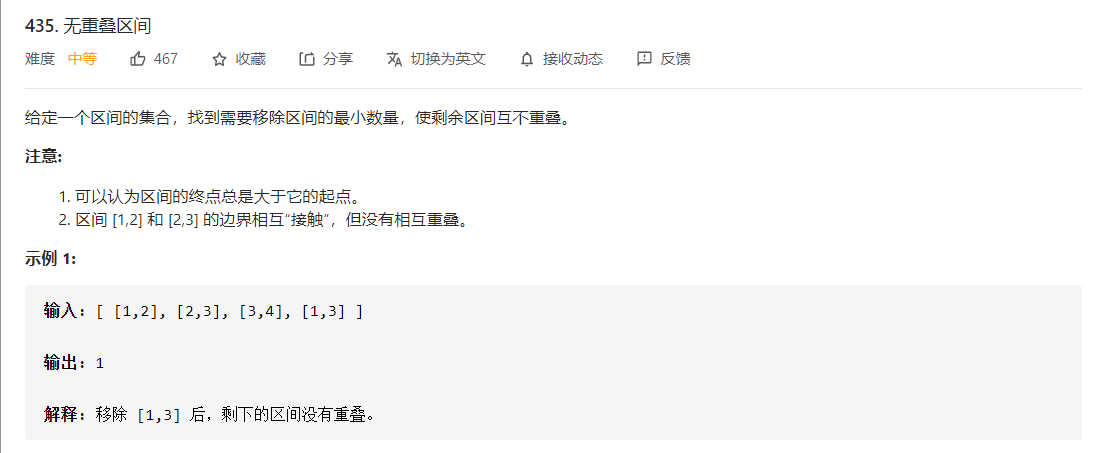 435. 无重叠区间
难度 中等 467 收藏 分享 切换为英文 接收动态 反馈
给定一个区间的集合，找到需要移除区间的最小数量，使剩余区间互不重叠。
注意:
1. 可以认为区间的终点总是大于它的起点。
2. 区间 [1,2] 和 [2,3] 的边界相互“接触”，但没有相互重叠。
示例 1:
输入: [ [1,2], [2,3], [3,4], [1,3] ]
输出: 1
解释: 移除 [1,3] 后，剩下的区间没有重叠。